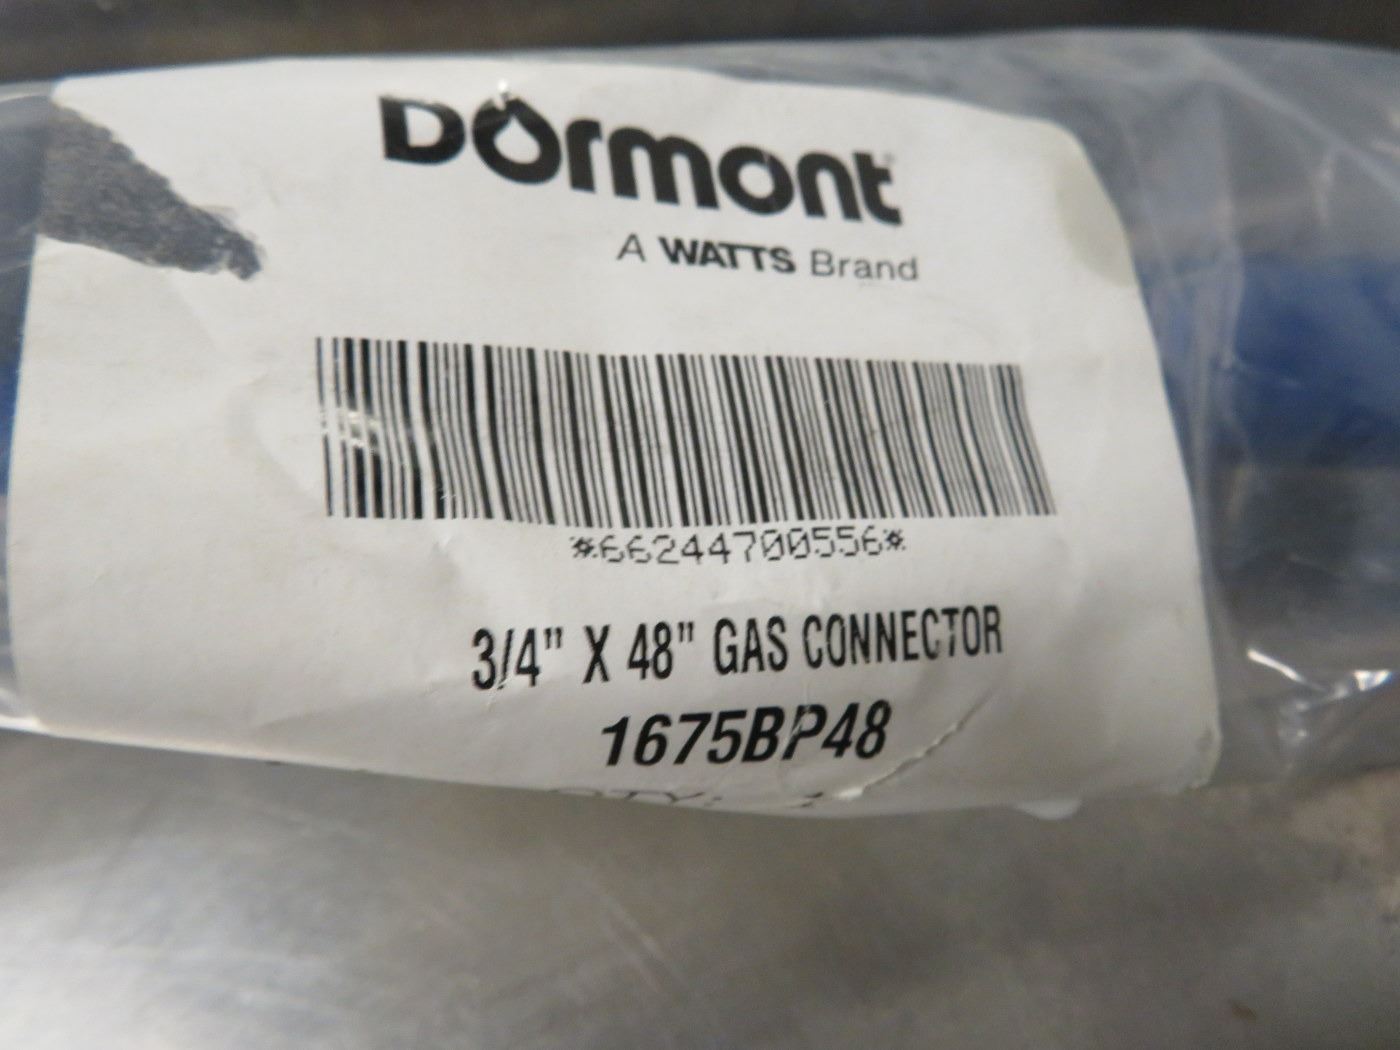 Dormont
A WATTS Brand
*66244700556*
3/4" X 48" GAS CONNECTOR
1675BP48